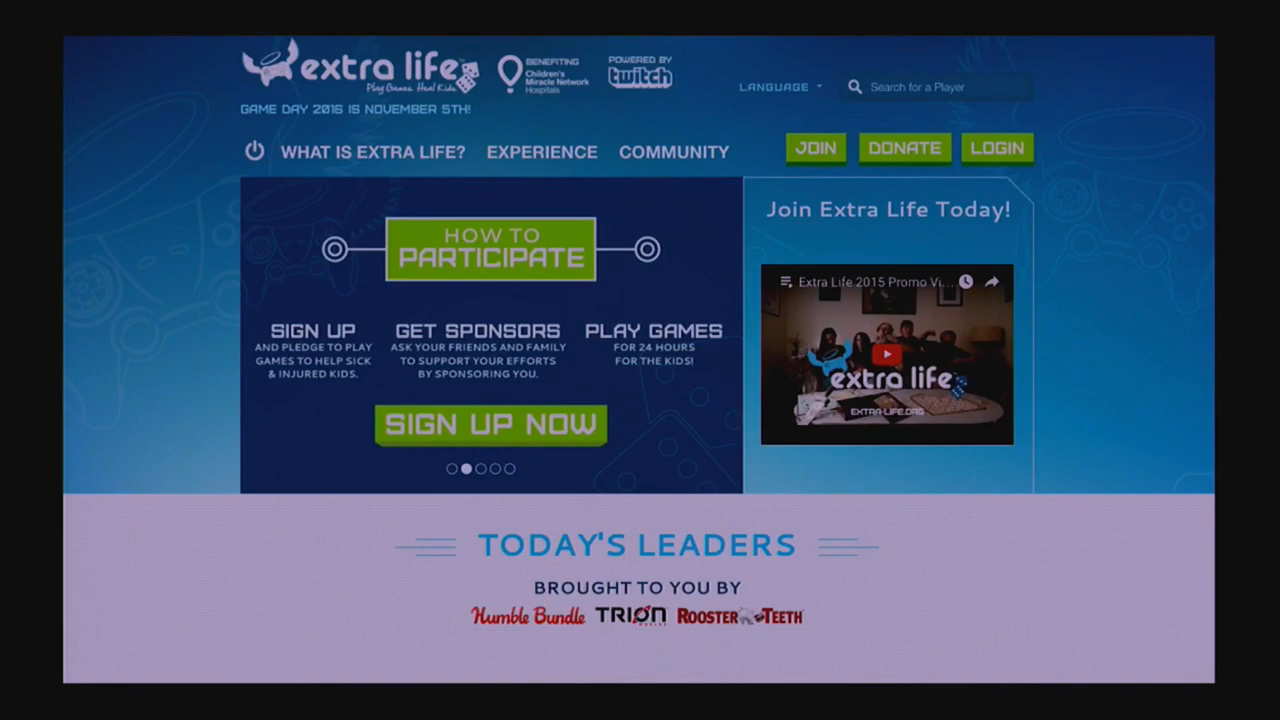 extra life
Play Games. Heal Kids.
BENEFITING
Children's
Miracle Network
Hospitals
POWERED BY
twitch
LANGUAGE
Search for a Player
GAME DAY 2016 IS NOVEMBER 5TH!
WHAT IS EXTRA LIFE?
EXPERIENCE
COMMUNITY
JOIN
DONATE
LOGIN
HOW TO
PARTICIPATE
SIGN UP
AND PLEDGE TO PLAY
GAMES TO HELP SICK
& INJURED KIDS.
GET SPONSORS
ASK YOUR FRIENDS AND FAMILY
TO SUPPORT YOUR EFFORTS
BY SPONSORING YOU.
PLAY GAMES
FOR 24 HOURS
FOR THE KIDS!
SIGN UP NOW
Join Extra Life Today!
Extra Life 2015 Promo Vi...
extra life
EXTRA-LIFE.ORG
TODAY'S LEADERS
BROUGHT TO YOU BY
Humble Bundle
TRION
WORLDS
ROOSTER TEETH